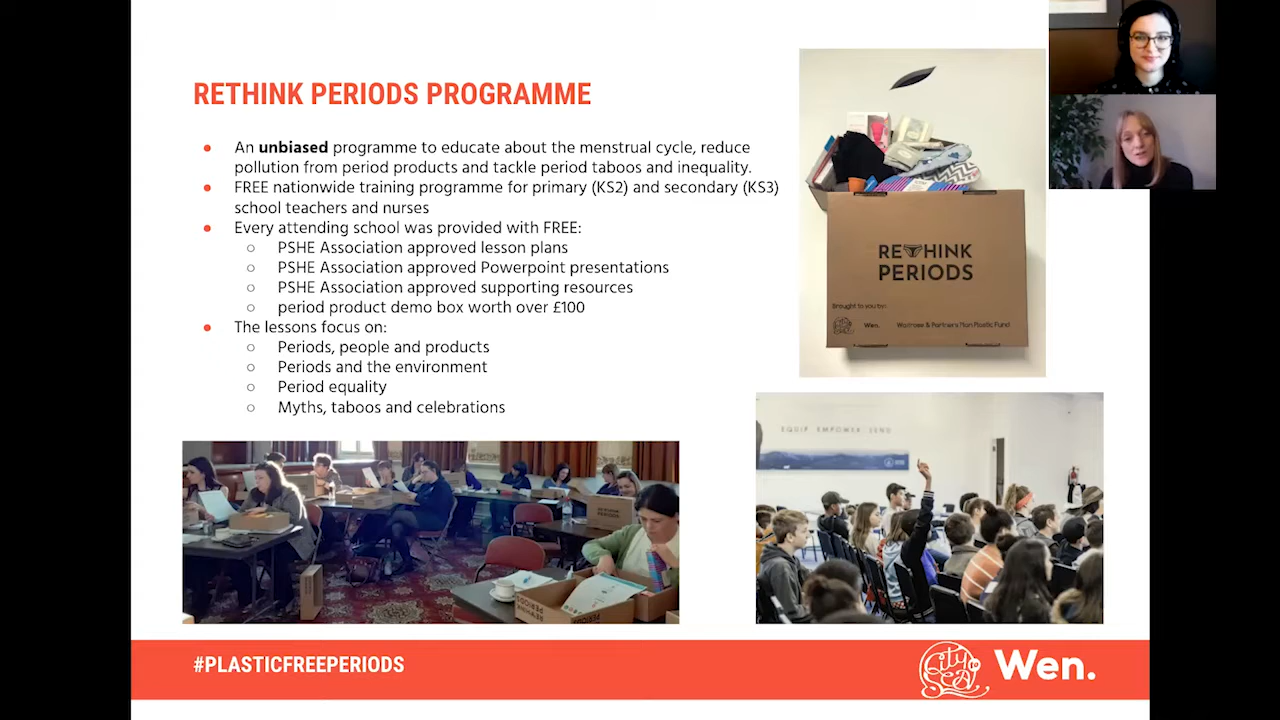 RETHINK PERIODS PROGRAMME
An unbiased programme to educate about the menstrual cycle, reduce
pollution from period products and tackle period taboos and inequality.
FREE nationwide training programme for primary (KS2) and secondary (KS3)
school teachers and nurses
Every attending school was provided with FREE:
PSHE Association approved lesson plans
PSHE Association approved Powerpoint presentations
PSHE Association approved supporting resources
period product demo box worth over £100
The lessons focus on:
Periods, people and products
Periods and the environment
Period equality
Myths, taboos and celebrations
RETHINK
PERIODS
Brought to you by:
Wen.
Waitrose & Partners Plan Plastic Fund
EQUIP EMPOWER SEND
RETHINK
PERIODS
RETHINK
PERIODS
#PLASTICFREEPERIODS
City to Sea
Wen.